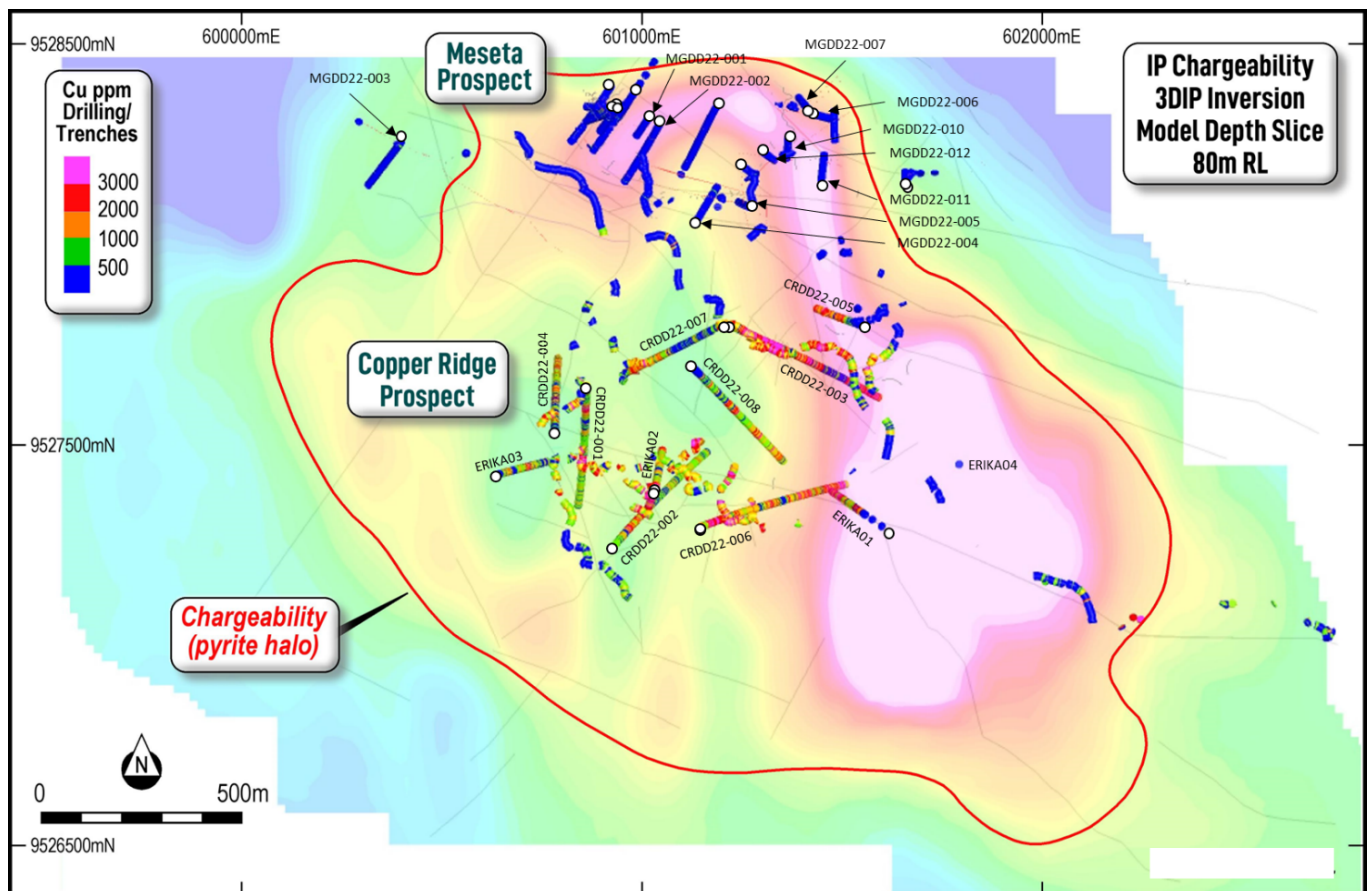 600000mE
601000mE
602000mE
9528500mN
Meseta
Prospect
MGDD22-007
MGDD22-001
MGDD22-002
MGDD22-003
IP Chargeability
3DIP Inversion
Model Depth Slice
80m RL
Cu ppm
Drilling/
Trenches
3000
2000
1000
500
MGDD22-006
MGDD22-010
MGDD22-012
MGDD22-011
MGDD22-005
MGDD22-004
CRDD22-005
CRDD22-007
CRDD22-004
CRDD22-003
Copper Ridge
Prospect
CRDD22-008
CRDD22-001
9527500mN
ERIKA03
ERIKA02
ERIKA04
CRDD22-002
CRDD22-006
ERIKA01
Chargeability
(pyrite halo)
N
0
500m
9526500mN